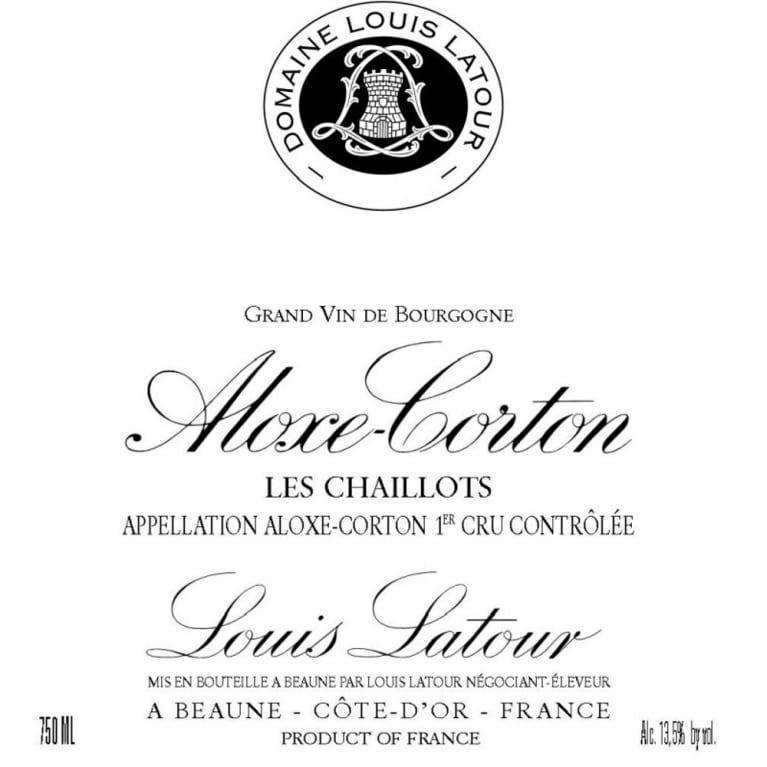 DOMAINE LOUIS LATOUR
GRAND VIN DE BOURGOGNE
Aloxe-Corton
LES CHAILLOTS
APPELLATION ALOXE-CORTON 1ER CRU CONTRÔLÉE
Louis Latour
MIS EN BOUTEILLE A BEAUNE PAR LOUIS LATOUR NÉGOCIANT-ÉLEVEUR
A BEAUNE - CÔTE-D'OR - FRANCE
PRODUCT OF FRANCE
750 ML
Alc. 13,5% by vol.